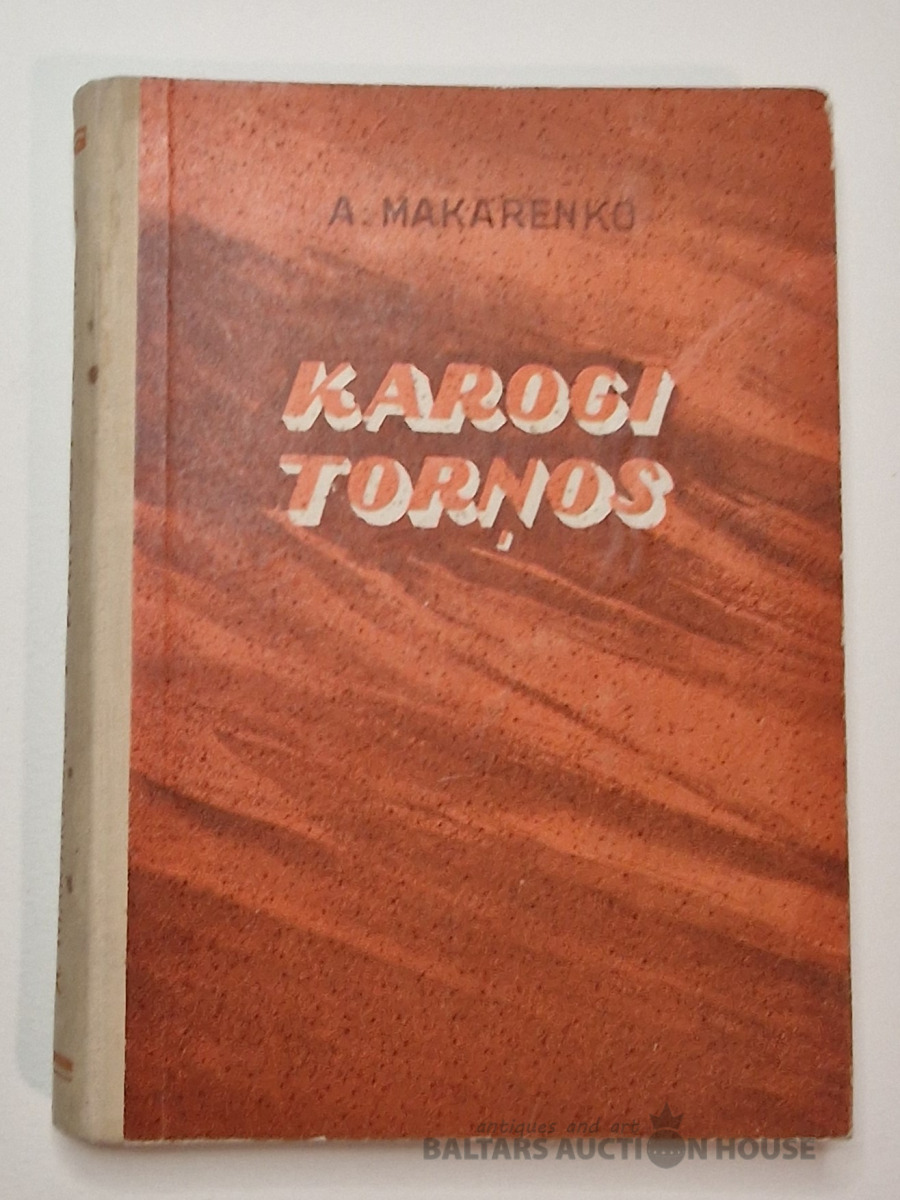 A. MAKARENKO
KAROGI
TORŅOS
antiques and art
BALTARS AUCTION HOUSE